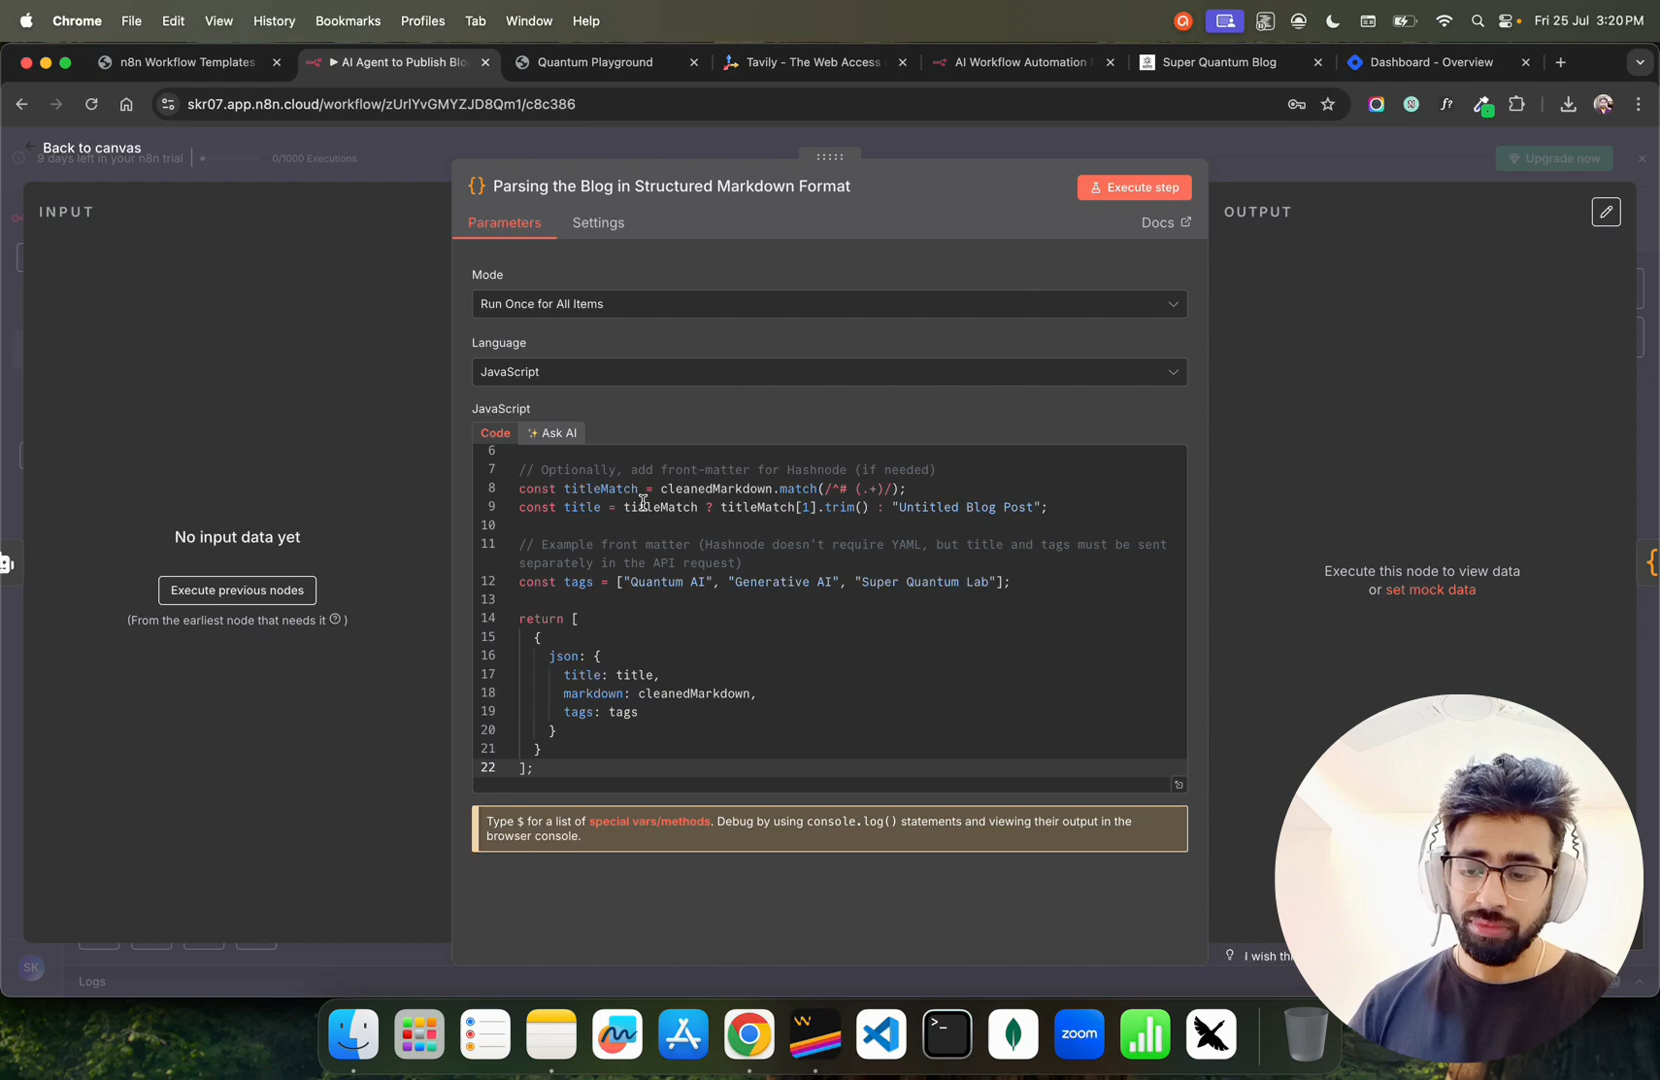 Chrome File Edit View History Bookmarks Profiles Tab Window Help Fri 25 Jul 3:20 PM
n8n Workflow Templates
AI Agent to Publish Blo
Quantum Playground
Tavily - The Web Access
AI Workflow Automation
Super Quantum Blog
Dashboard - Overview
skr07.app.n8n.cloud/workflow/zUrlYvGMYZJD8Qm1/c8c386
Back to canvas
9 days left in your n8n trial 0/1000 Executions Upgrade now
INPUT
{} Parsing the Blog in Structured Markdown Format
Execute step
OUTPUT
Parameters Settings Docs
Mode
Run Once for All Items
Language
JavaScript
JavaScript
Code Ask AI
6
7 // Optionally, add front-matter for Hashnode (if needed)
8 const titleMatch = cleanedMarkdown.match(/^# (.+)/);
9 const title = titleMatch ? titleMatch[1].trim() : "Untitled Blog Post";
10
11 // Example front matter (Hashnode doesn't require YAML, but title and tags must be sent
separately in the API request)
12 const tags = ["Quantum AI", "Generative AI", "Super Quantum Lab"];
13
14 return [
15 {
16 json: {
17 title: title,
18 markdown: cleanedMarkdown,
19 tags: tags
20 }
21 }
22 ];
Type $ for a list of special vars/methods. Debug by using console.log() statements and viewing their output in the
browser console.
No input data yet
Execute previous nodes
(From the earliest node that needs it )
Execute this node to view data
or set mock data
I wish thi
SK
Logs
zoom